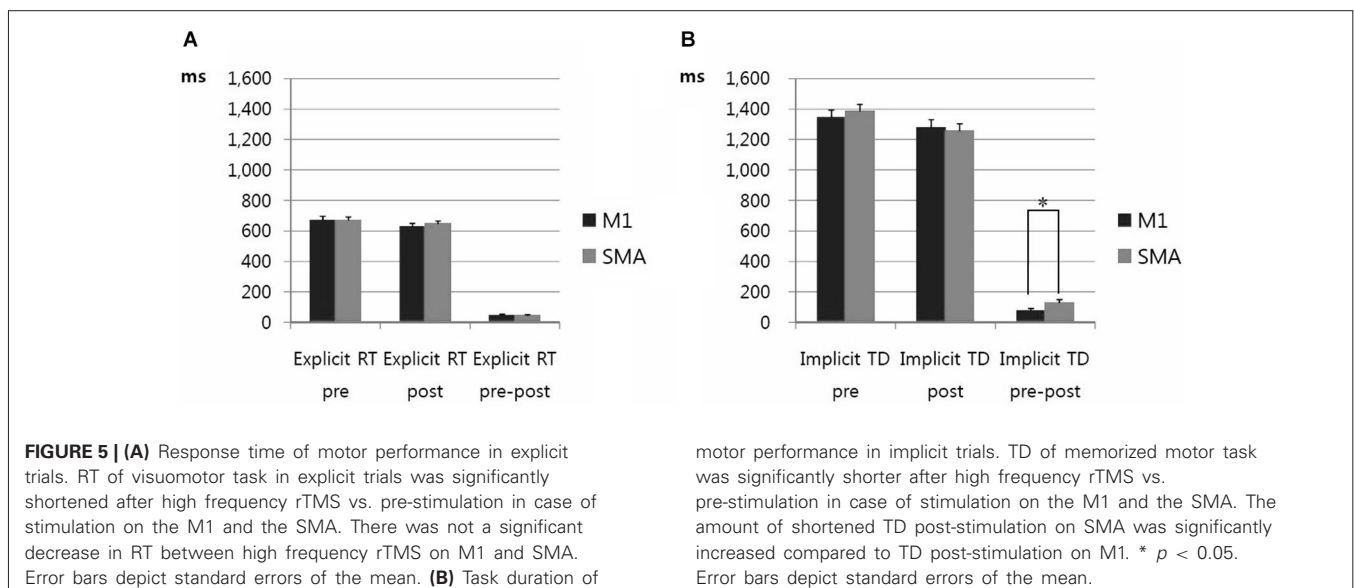 A
ms
1,600
1,400
1,200
1,000
800
600
400
200
0
M1
SMA
Explicit RT Explicit RT Explicit RT
pre post pre-post
B
ms
1,600
1,400
1,200
1,000
800
600
400
200
0
*
M1
SMA
Implicit TD Implicit TD Implicit TD
pre post pre-post
FIGURE 5 | (A) Response time of motor performance in explicit
trials. RT of visuomotor task in explicit trials was significantly
shortened after high frequency rTMS vs. pre-stimulation in case of
stimulation on the M1 and the SMA. There was not a significant
decrease in RT between high frequency rTMS on M1 and SMA.
Error bars depict standard errors of the mean. (B) Task duration of
motor performance in implicit trials. TD of memorized motor task
was significantly shorter after high frequency rTMS vs.
pre-stimulation in case of stimulation on the M1 and the SMA. The
amount of shortened TD post-stimulation on SMA was significantly
increased compared to TD post-stimulation on M1. * p < 0.05.
Error bars depict standard errors of the mean.